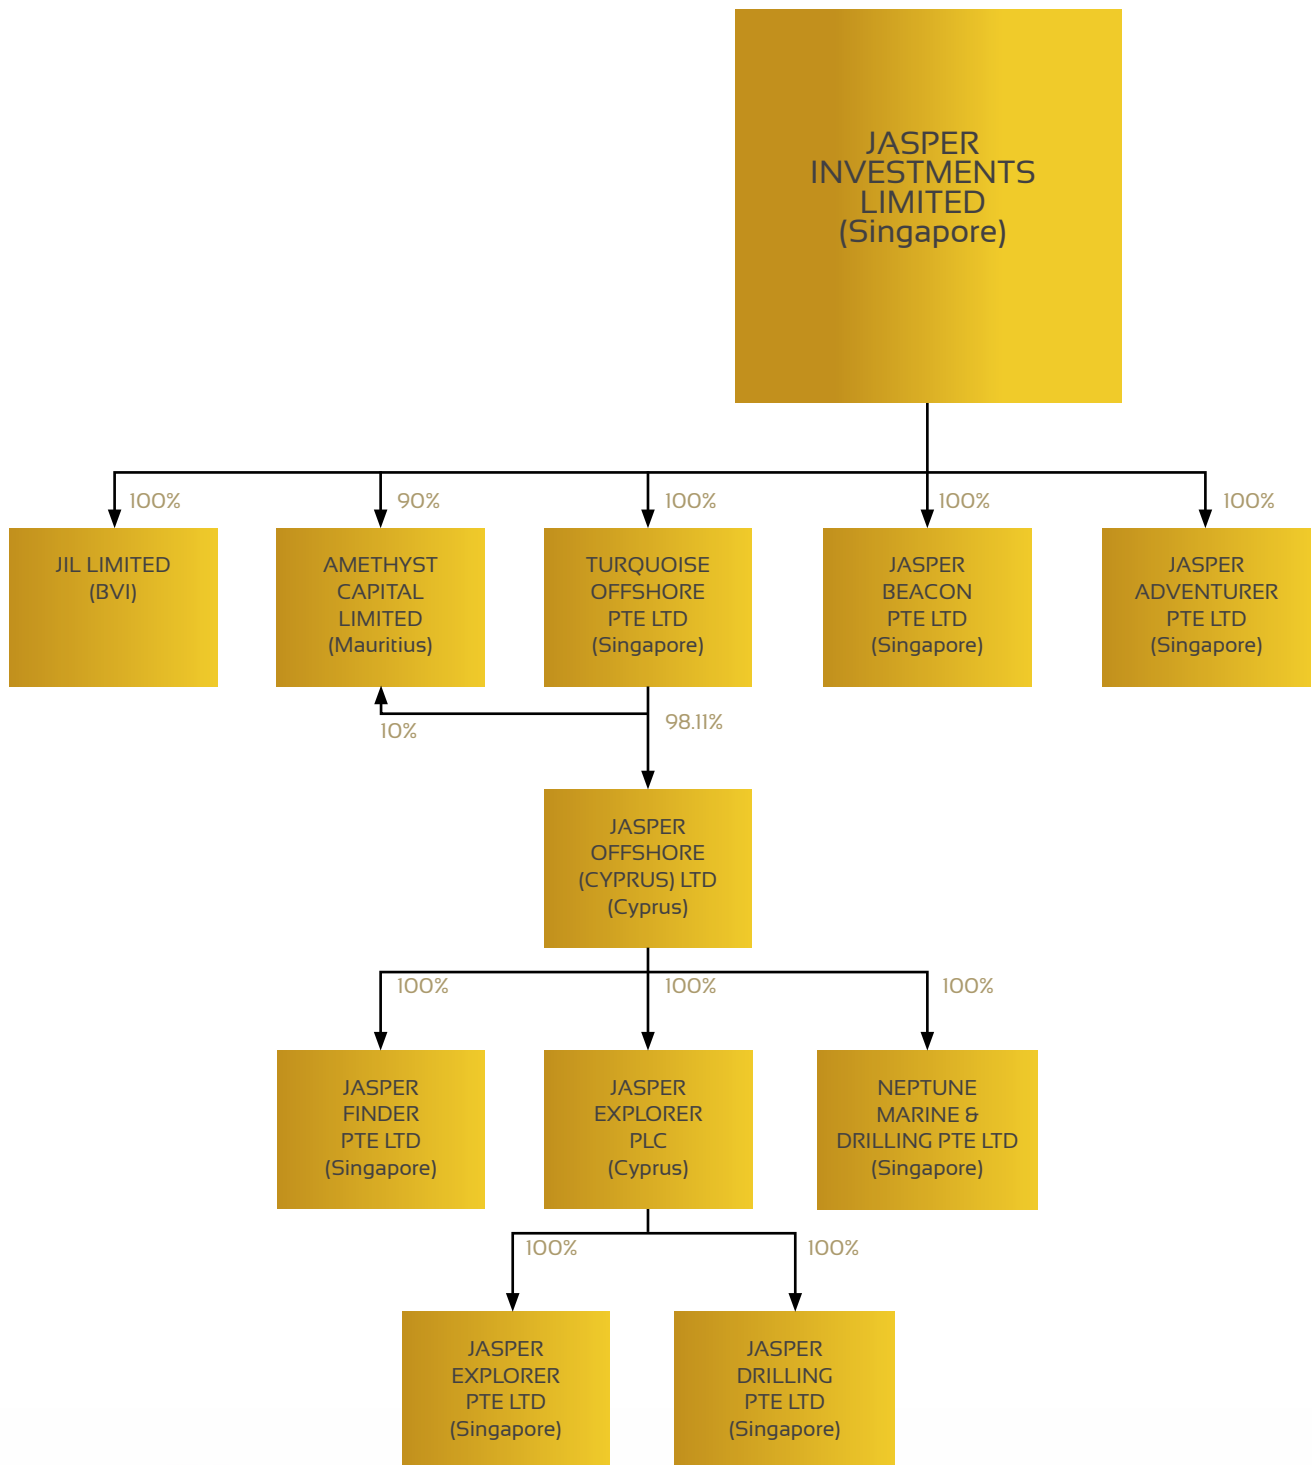 JASPER
INVESTMENTS
LIMITED
(Singapore)
100%
90%
100%
100%
100%
JIL LIMITED
(BVI)
AMETHYST
CAPITAL
LIMITED
(Mauritius)
TURQUOISE
OFFSHORE
PTE LTD
(Singapore)
JASPER
BEACON
PTE LTD
(Singapore)
JASPER
ADVENTURER
PTE LTD
(Singapore)
10%
98.11%
JASPER
OFFSHORE
(CYPRUS) LTD
(Cyprus)
100%
100%
100%
JASPER
FINDER
PTE LTD
(Singapore)
JASPER
EXPLORER
PLC
(Cyprus)
NEPTUNE
MARINE &
DRILLING PTE LTD
(Singapore)
100%
100%
JASPER
EXPLORER
PTE LTD
(Singapore)
JASPER
DRILLING
PTE LTD
(Singapore)